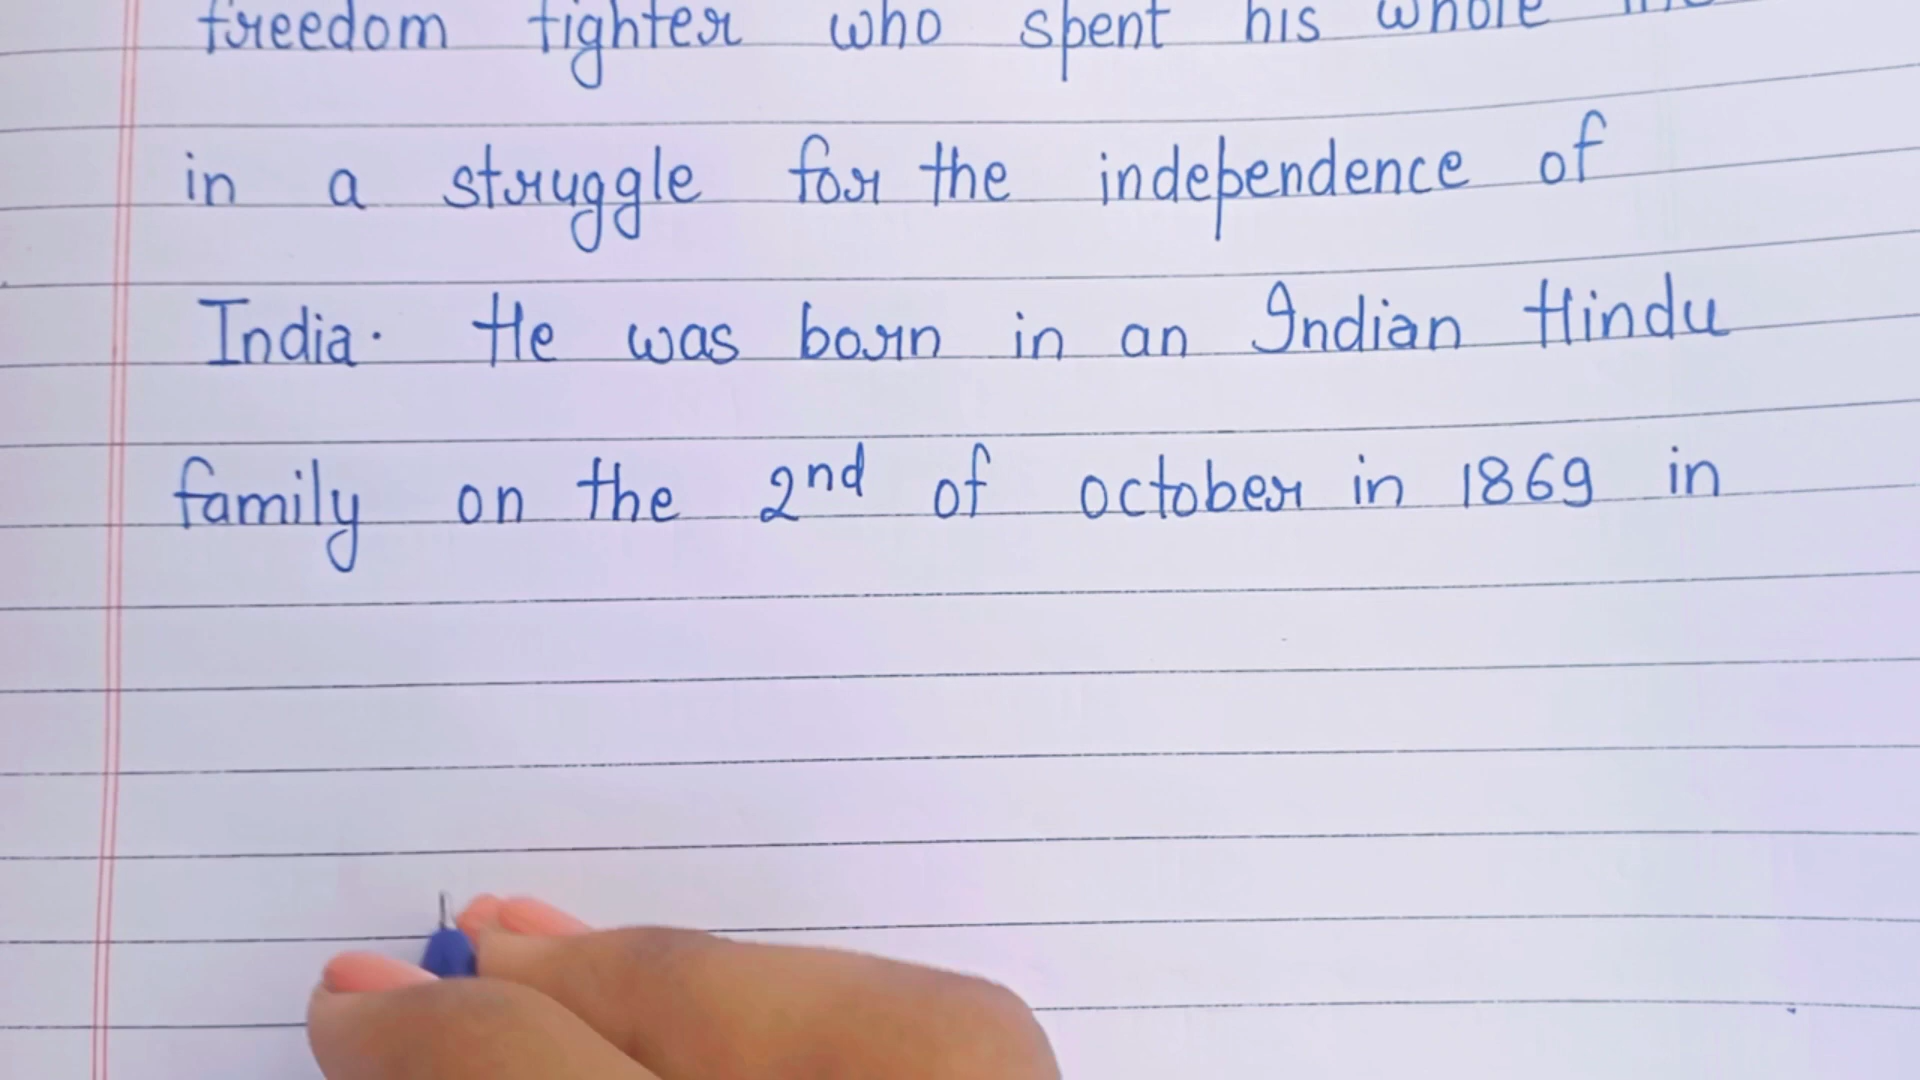 freedom fighter who spent his whole
in a struggle for the independence of
India. He was born in an Indian Hindu
family on the 2nd of october in 1869 in